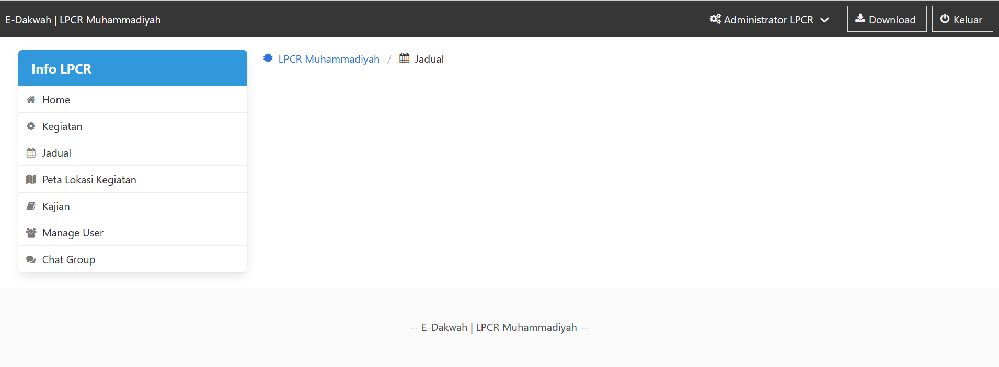 E-Dakwah | LPCR Muhammadiyah
Administrator LPCR
Download
Keluar
Info LPCR
Home
Kegiatan
Jadual
Peta Lokasi Kegiatan
Kajian
Manage User
Chat Group
LPCR Muhammadiyah / Jadual
-- E-Dakwah | LPCR Muhammadiyah --